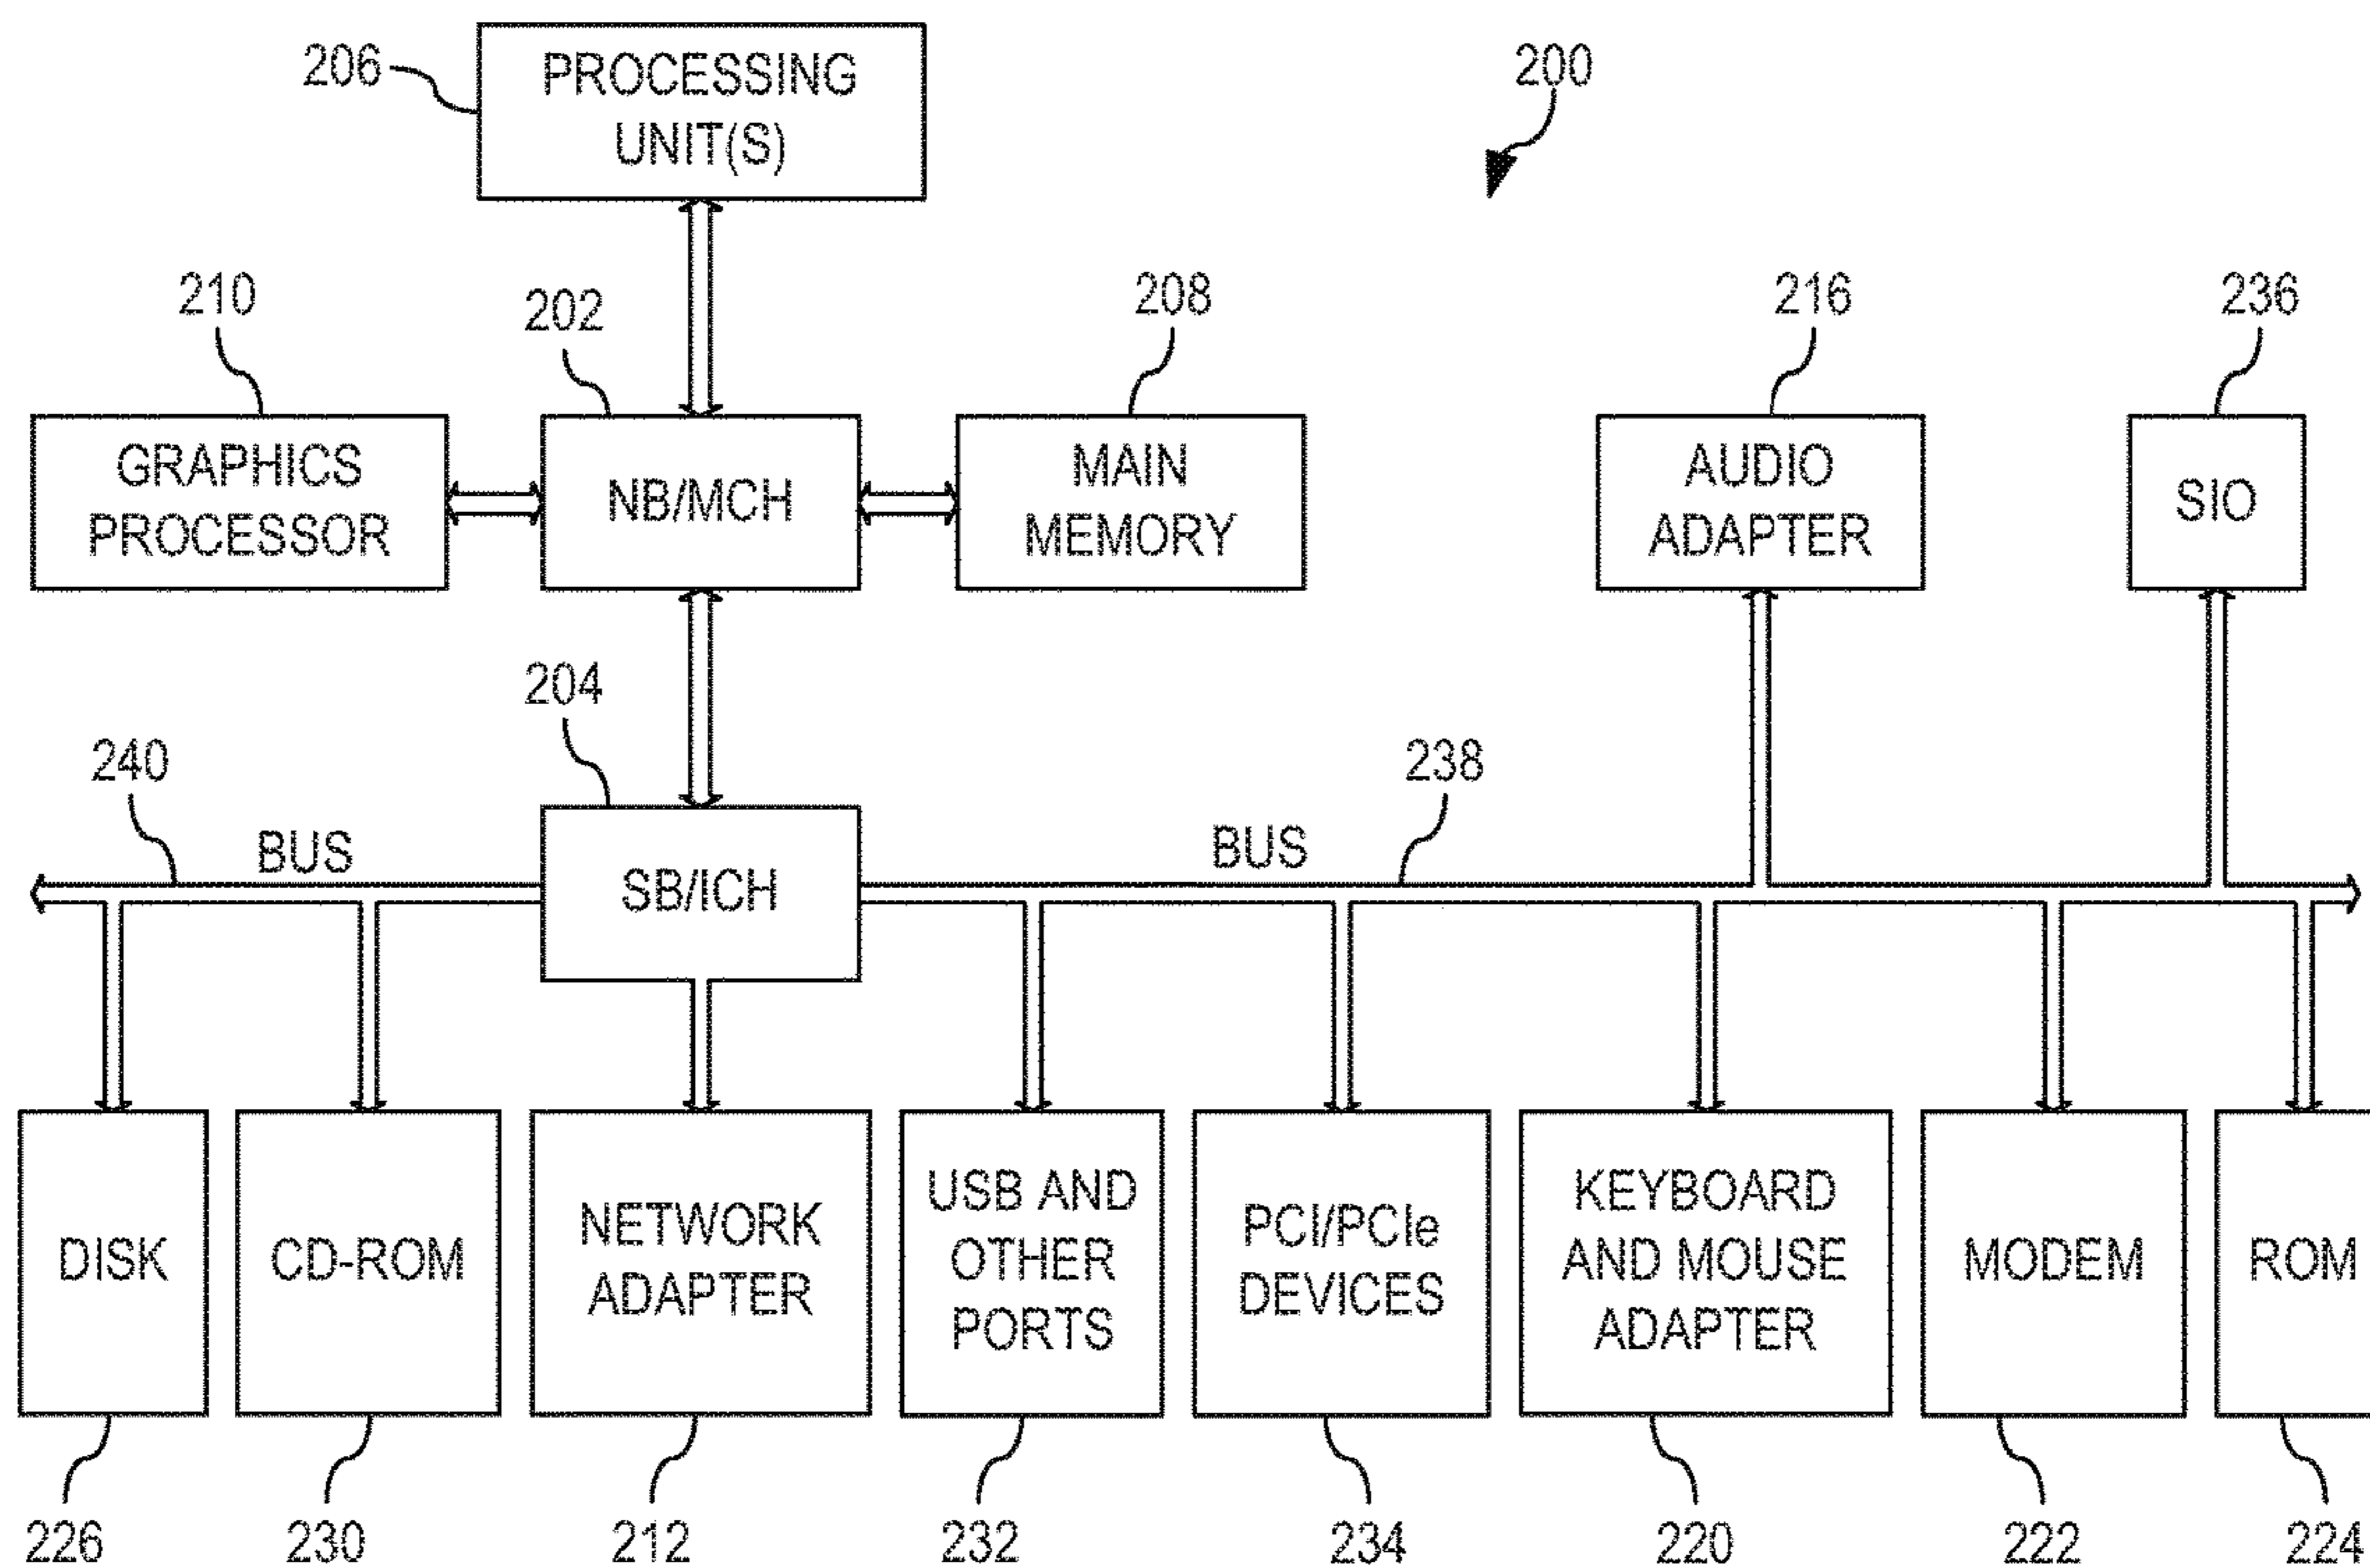 206
PROCESSING
UNIT(S)
200
210
202
208
216
236
GRAPHICS
PROCESSOR
NB/MCH
MAIN
MEMORY
AUDIO
ADAPTER
SIO
204
240
238
BUS
BUS
SB/ICH
DISK
CD-ROM
NETWORK
ADAPTER
USB AND
OTHER
PORTS
PCI/PCIe
DEVICES
KEYBOARD
AND MOUSE
ADAPTER
MODEM
ROM
226
230
212
232
234
220
222
224